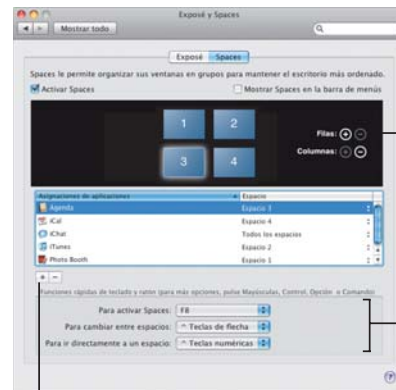 Exposé y Spaces
Mostrar todo
Exposé Spaces
Spaces le permite organizar sus ventanas en grupos para mantener el escritorio más ordenado.
Activar Spaces Mostrar Spaces en la barra de menús
1 2
Filas:
Columnas:
3 4
Asignaciones de aplicaciones Espacio
Agenda Espacio 3
iCal Espacio 4
iChat Todos los espacios
iTunes Espacio 2
Photo Booth Espacio 1
+ -
Funciones rápidas de teclado y ratón (para más opciones, pulse Mayúsculas, Control, Opción o Comando)
Para activar Spaces: F8
Para cambiar entre espacios: ^ Teclas de flecha
Para ir directamente a un espacio: ^ Teclas numéricas
?